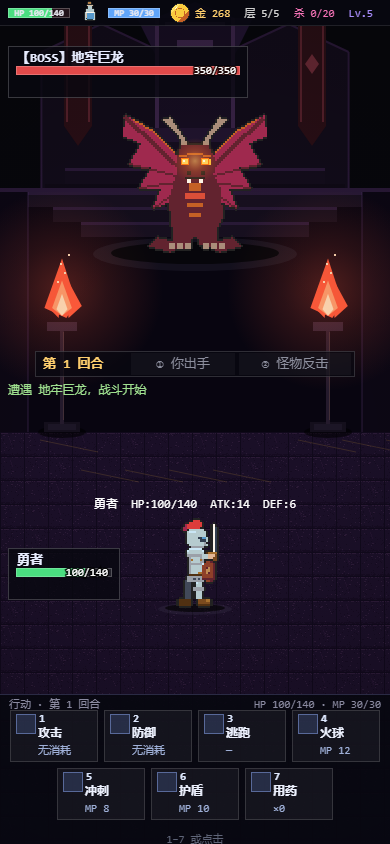 HP 100/140 MP 30/30 金 268 层 5/5 杀 0/20 Lv.5
【BOSS】地牢巨龙
350/350
第 1 回合 ① 你出手 ② 怪物反击
遭遇 地牢巨龙, 战斗开始
勇者 HP:100/140 ATK:14 DEF:6
勇者
100/140
行动 · 第 1 回合 HP 100/140 · MP 30/30
1 攻击 无消耗
2 防御 无消耗
3 逃跑 —
4 火球 MP 12
5 冲刺 MP 8
6 护盾 MP 10
7 用药 ×0
1-7 或点击